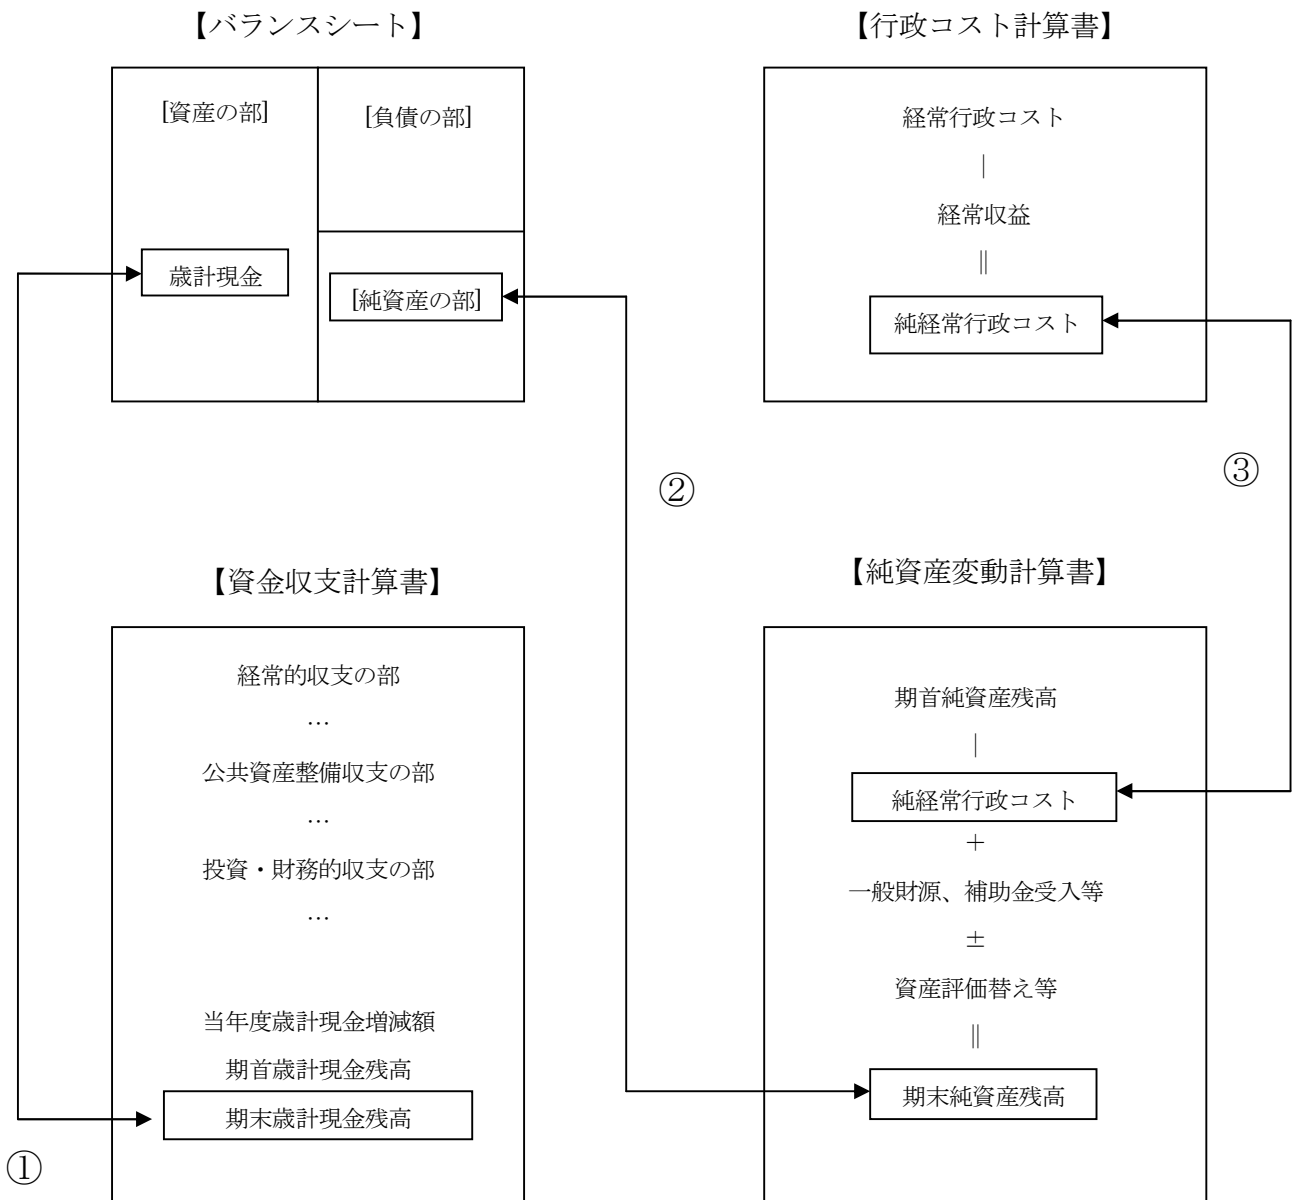 【バランスシート】
[資産の部]
[負債の部]
歳計現金
[純資産の部]
【行政コスト計算書】
経常行政コスト
|
経常収益
||
純経常行政コスト
①
②
③
【資金収支計算書】
経常的収支の部
…
公共資産整備収支の部
…
投資・財務的収支の部
…
当年度歳計現金増減額
期首歳計現金残高
期末歳計現金残高
【純資産変動計算書】
期首純資産残高
|
純経常行政コスト
＋
一般財源、補助金受入等
±
資産評価替え等
||
期末純資産残高